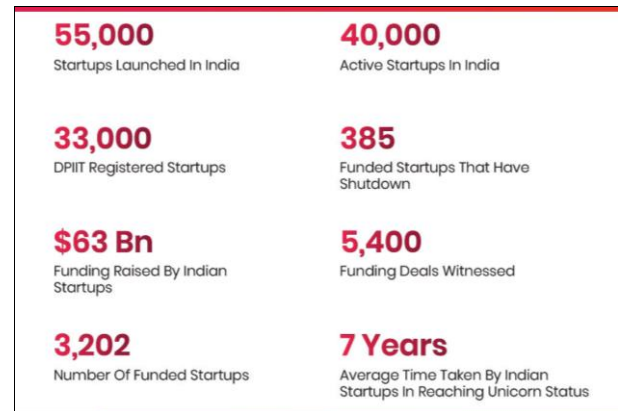 55,000
Startups Launched In India
40,000
Active Startups In India
33,000
DPIIT Registered Startups
385
Funded Startups That Have
Shutdown
$63 Bn
Funding Raised By Indian
Startups
5,400
Funding Deals Witnessed
3,202
Number Of Funded Startups
7 Years
Average Time Taken By Indian
Startups In Reaching Unicorn Status